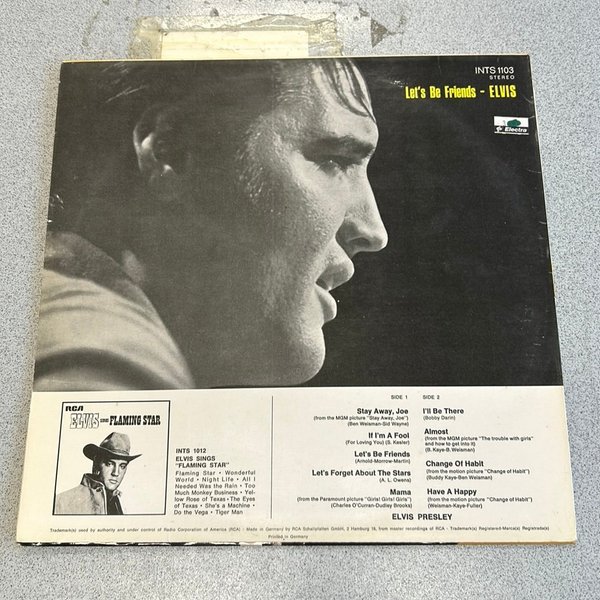 INTS 1103
STEREO
Let's Be Friends - ELVIS
Electra
SIDE 1
Stay Away, Joe
(from the MGM picture "Stay Away, Joe")
(Ben Weisman-Sid Wayne)
If I'm A Fool
(For Loving You) (S. Kesler)
Let's Be Friends
(Arnold-Morrow-Martin)
Let's Forget About The Stars
(A. L. Owens)
Mama
(from the Paramount picture "Girls! Girls! Girls")
(Charles O'Curran-Dudley Brooks)
SIDE 2
I'll Be There
(Bobby Darin)
Almost
(from the MGM picture "The trouble with girls"
and how to get into it)
(B. Kaye-B. Weisman)
Change Of Habit
(from the motion picture "Change of Habit")
(Buddy Kaye-Ben Weisman)
Have A Happy
(from the motion picture "Change of Habit")
(Weisman-Kaye-Fuller)
ELVIS PRESLEY
RCA
ELVIS SINGS FLAMING STAR
INTS 1012
ELVIS SINGS
"FLAMING STAR"
Flaming Star • Wonderful
World • Night Life • All I
Needed Was the Rain • Too
Much Monkey Business • Yel-
low Rose of Texas • The Eyes
of Texas • She's a Machine •
Do the Vega • Tiger Man
Trademark(s) used by authority and under control of Radio Corporation of America (RCA) · Made in Germany by RCA Schallplatten GmbH, 2 Hamburg 16, from master recordings of RCA - Trademark(s) Registered-Marca(s) Registrada(s)
Printed in Germany